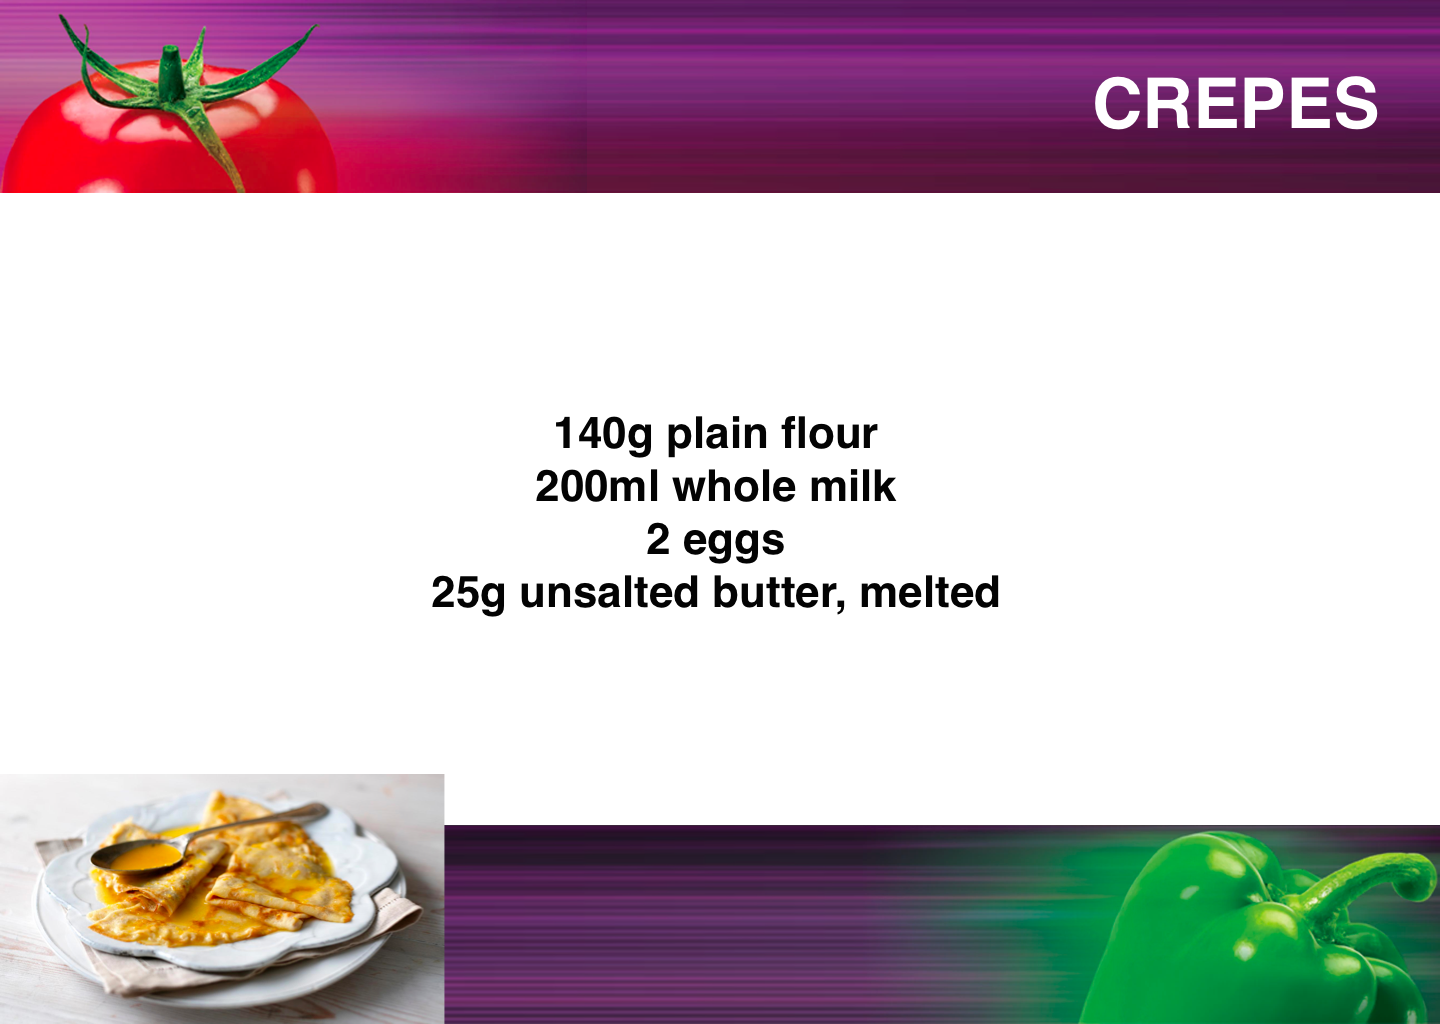 CREPES
140g plain flour
200ml whole milk
2 eggs
25g unsalted butter, melted